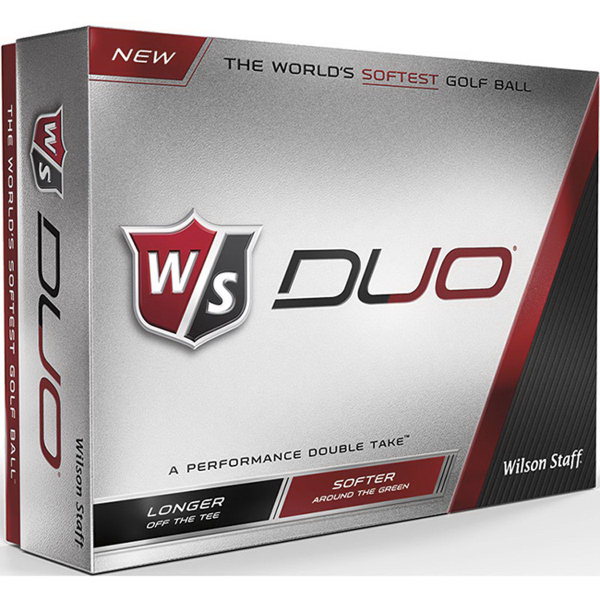 NEW
THE WORLD'S SOFTEST GOLF BALL
W/S
DUO
A PERFORMANCE DOUBLE TAKE™
LONGER
OFF THE TEE
SOFTER
AROUND THE GREEN
Wilson Staff
THE WORLD'S SOFTEST GOLF BALL™
W/S
DUO
Wilson Staff